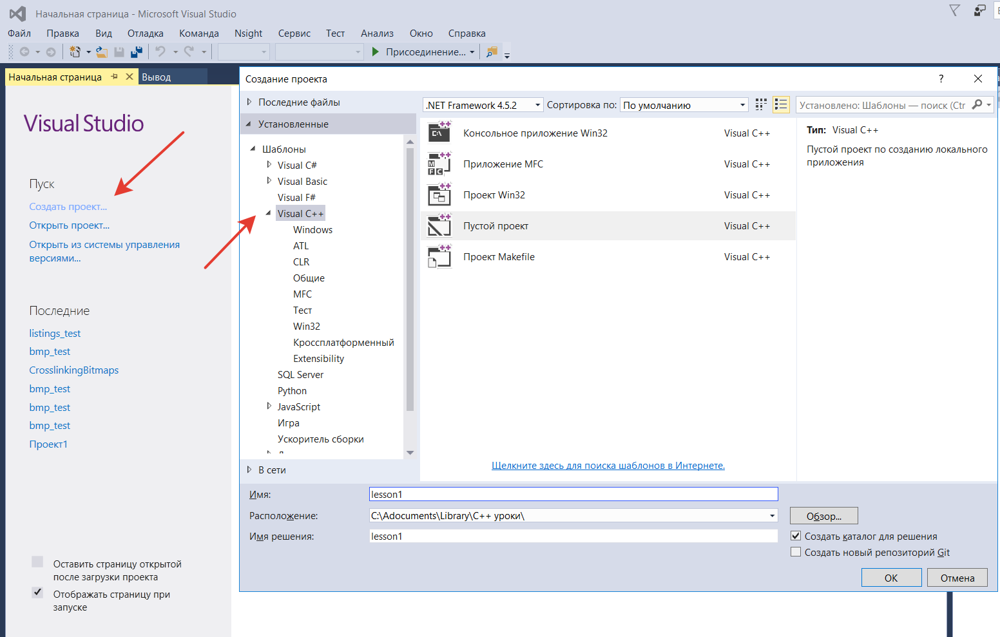 Начальная страница - Microsoft Visual Studio
Файл Правка Вид Отладка Команда Nsight Сервис Тест Анализ Окно Справка
Присоединение...
Начальная страница
Вывод
Visual Studio
Пуск
Создать проект...
Открыть проект...
Открыть из системы управления
версиями...
Последние
listings_test
bmp_test
CrosslinkingBitmaps
bmp_test
bmp_test
bmp_test
Проект1
Оставить страницу открытой
после загрузки проекта
Отображать страницу при
запуске
Создание проекта
?
Последние файлы
Установленные
Шаблоны
Visual C#
Visual Basic
Visual F#
Visual C++
Windows
ATL
CLR
Общие
MFC
Тест
Win32
Кроссплатформенный
Extensibility
SQL Server
Python
JavaScript
Игра
Ускоритель сборки
В сети
.NET Framework 4.5.2 Сортировка по: По умолчанию
Установлено: Шаблоны — поиск (Ctr
Консольное приложение Win32 Visual C++
Приложение MFC Visual C++
Проект Win32 Visual C++
Пустой проект Visual C++
Проект Makefile Visual C++
Щелкните здесь для поиска шаблонов в Интернете.
Тип: Visual C++
Пустой проект по созданию локального
приложения
Имя: lesson1
Расположение: C:\Adocuments\Library\C++ уроки\
Обзор...
Имя решения: lesson1
Создать каталог для решения
Создать новый репозиторий Git
ОК Отмена